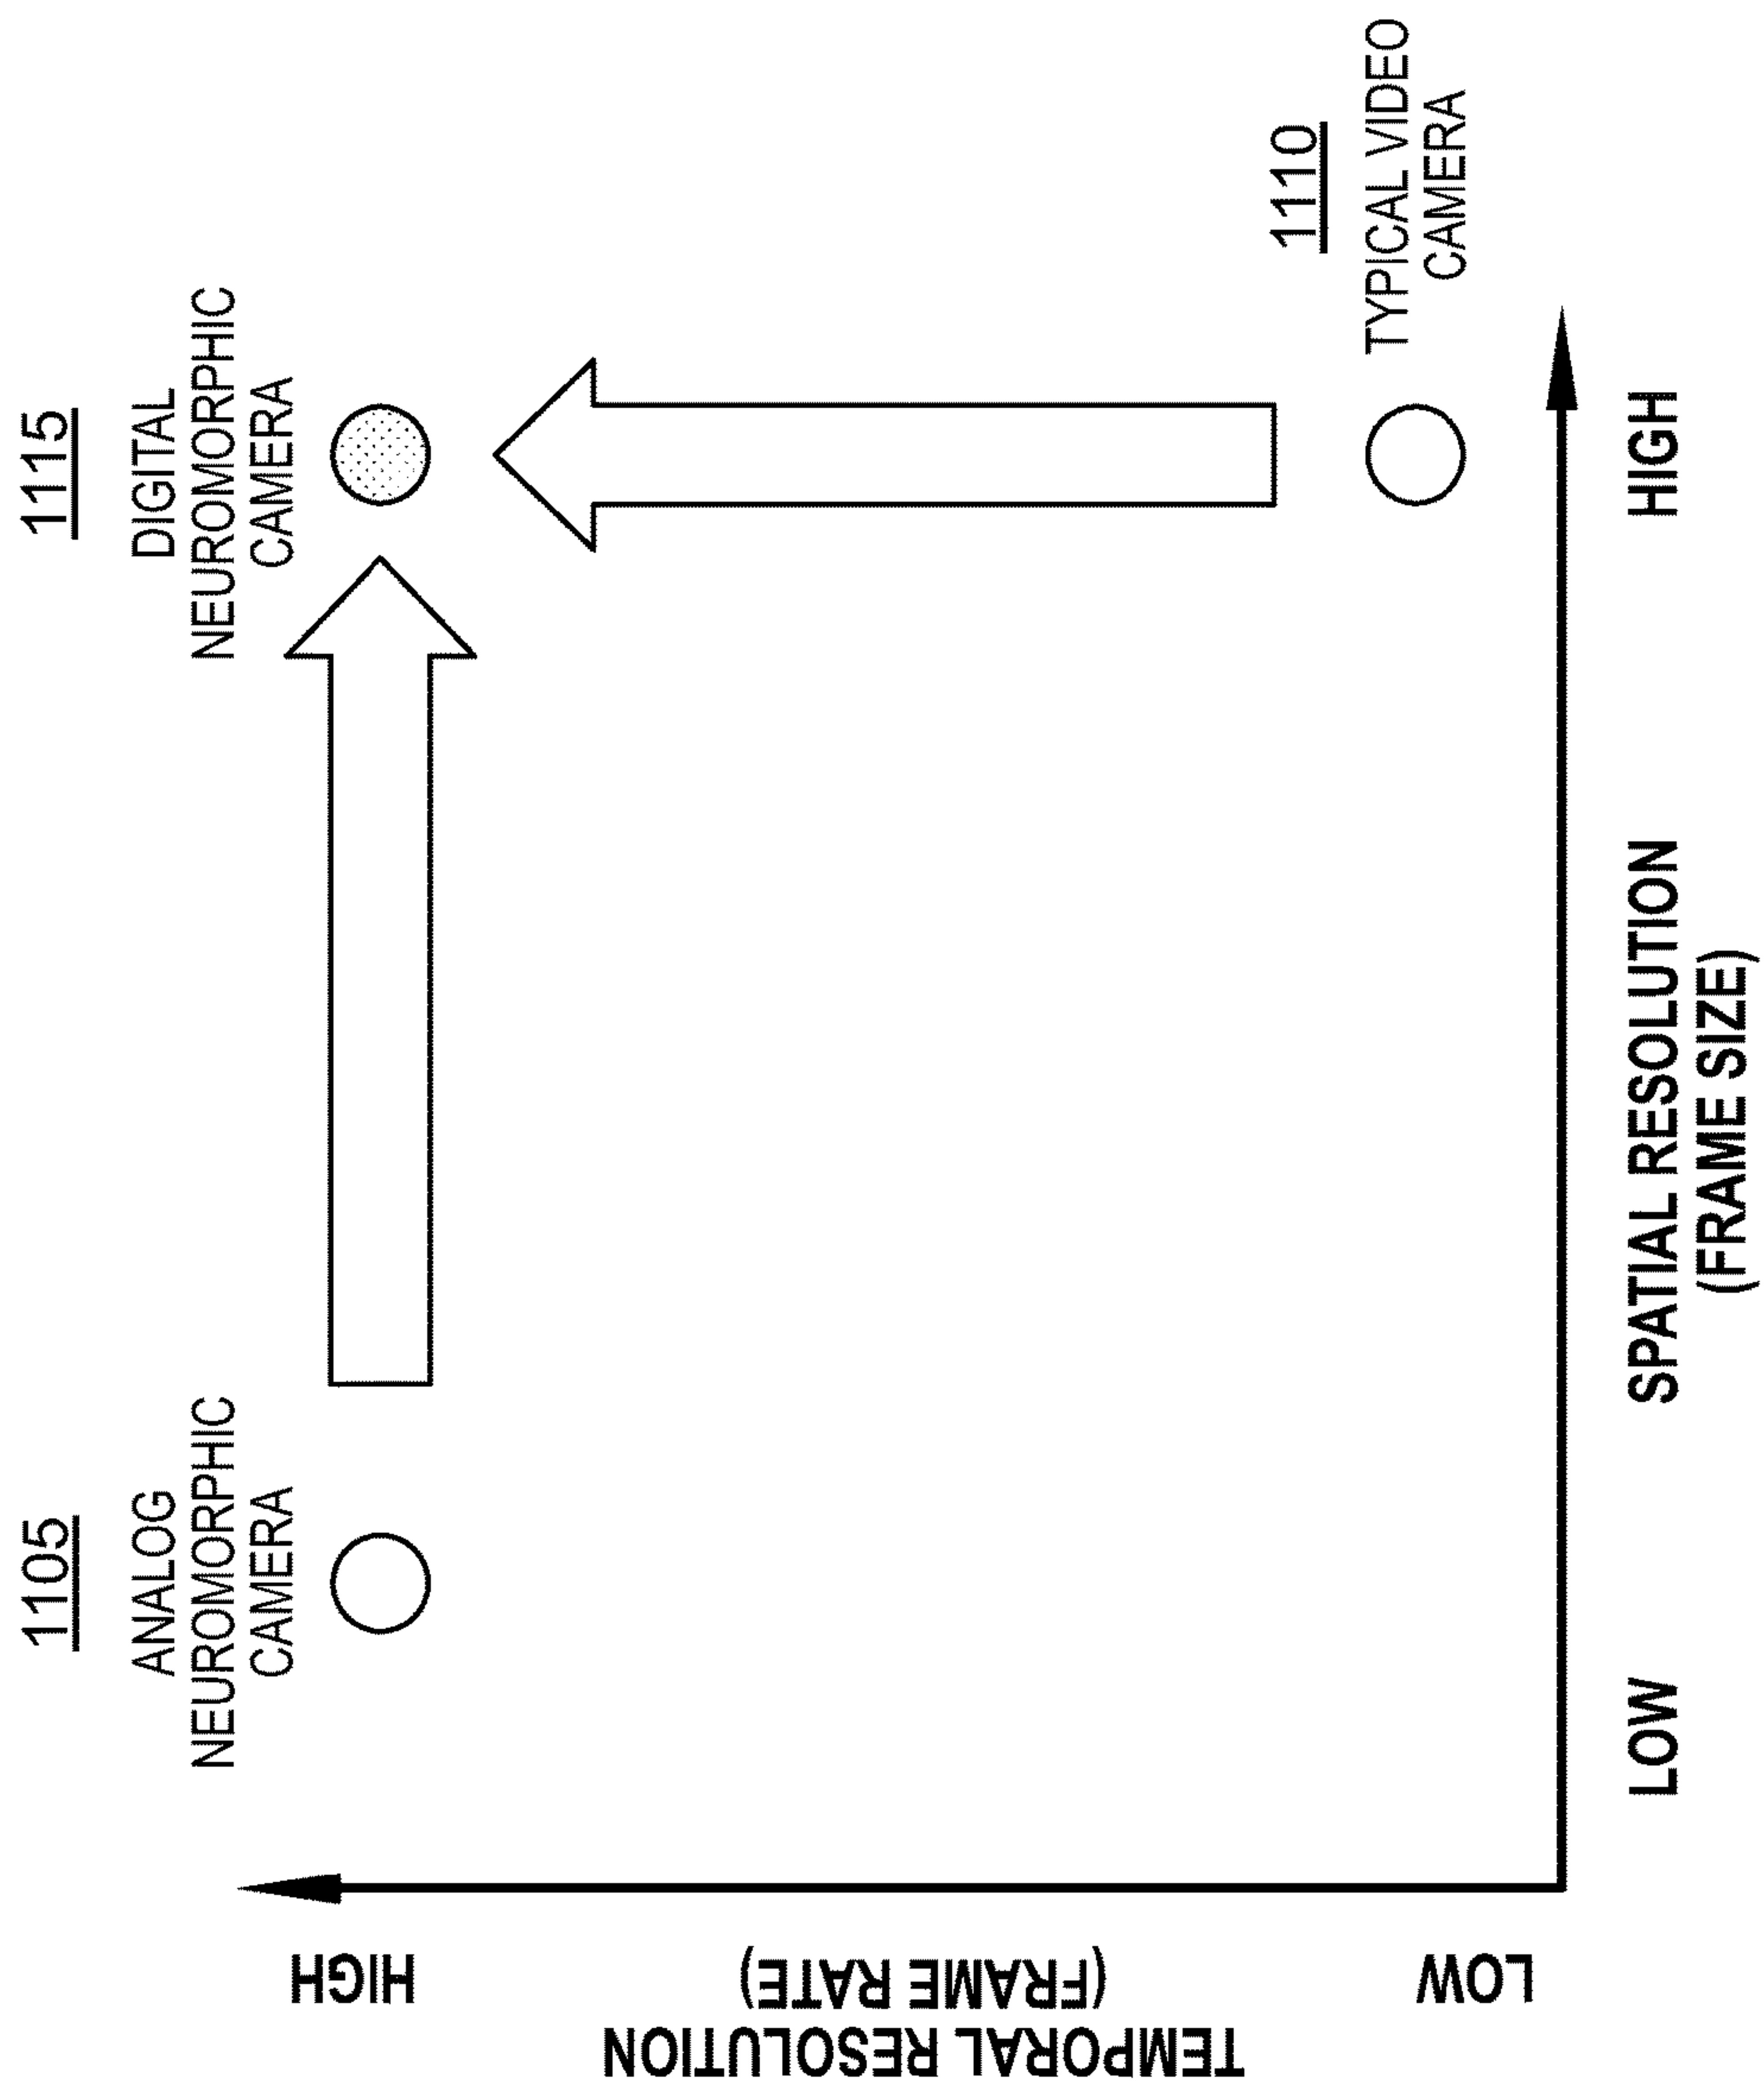 1105
ANALOG
NEUROMORPHIC
CAMERA
1115
DIGITAL
NEUROMORPHIC
CAMERA
1110
TYPICAL VIDEO
CAMERA
HIGH
TEMPORAL RESOLUTION
(FRAME RATE)
LOW
LOW
SPATIAL RESOLUTION
(FRAME SIZE)
HIGH